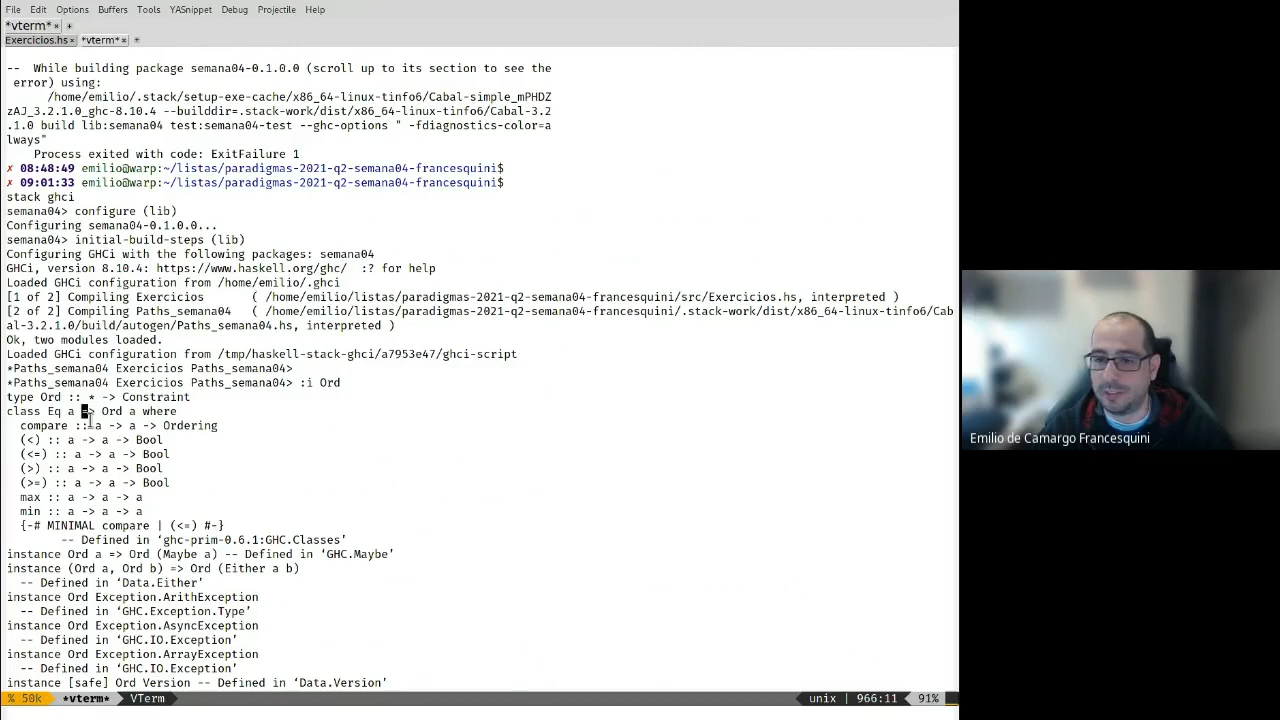 File Edit Options Buffers Tools YASnippet Debug Projectile Help
*vterm*× +
Exercicios.hs× *vterm*× +
-- While building package semana04-0.1.0.0 (scroll up to its section to see the
error) using:
/home/emilio/.stack/setup-exe-cache/x86_64-linux-tinfo6/Cabal-simple_mPHDZ
zAJ_3.2.1.0_ghc-8.10.4 --builddir=.stack-work/dist/x86_64-linux-tinfo6/Cabal-3.2
.1.0 build lib:semana04 test:semana04-test --ghc-options " -fdiagnostics-color=a
lways"
Process exited with code: ExitFailure 1
✗ 08:48:49 emilio@warp:~/listas/paradigmas-2021-q2-semana04-francesquini$
✗ 09:01:33 emilio@warp:~/listas/paradigmas-2021-q2-semana04-francesquini$
stack ghci
semana04> configure (lib)
Configuring semana04-0.1.0.0...
semana04> initial-build-steps (lib)
Configuring GHCi with the following packages: semana04
GHCi, version 8.10.4: https://www.haskell.org/ghc/ :? for help
Loaded GHCi configuration from /home/emilio/.ghci
[1 of 2] Compiling Exercicios ( /home/emilio/listas/paradigmas-2021-q2-semana04-francesquini/src/Exercicios.hs, interpreted )
[2 of 2] Compiling Paths_semana04 ( /home/emilio/listas/paradigmas-2021-q2-semana04-francesquini/.stack-work/dist/x86_64-linux-tinfo6/Cab
al-3.2.1.0/build/autogen/Paths_semana04.hs, interpreted )
Ok, two modules loaded.
Loaded GHCi configuration from /tmp/haskell-stack-ghci/a7953e47/ghci-script
*Paths_semana04 Exercicios Paths_semana04>
*Paths_semana04 Exercicios Paths_semana04> :i Ord
type Ord :: * -> Constraint
class Eq a => Ord a where
compare :: a -> a -> Ordering
(<) :: a -> a -> Bool
(<=) :: a -> a -> Bool
(>) :: a -> a -> Bool
(>=) :: a -> a -> Bool
max :: a -> a -> a
min :: a -> a -> a
{-# MINIMAL compare | (<=) #-}
-- Defined in ‘ghc-prim-0.6.1:GHC.Classes’
instance Ord a => Ord (Maybe a) -- Defined in ‘GHC.Maybe’
instance (Ord a, Ord b) => Ord (Either a b)
-- Defined in ‘Data.Either’
instance Ord Exception.ArithException
-- Defined in ‘GHC.Exception.Type’
instance Ord Exception.AsyncException
-- Defined in ‘GHC.IO.Exception’
instance Ord Exception.ArrayException
-- Defined in ‘GHC.IO.Exception’
instance [safe] Ord Version -- Defined in ‘Data.Version’
% 50k *vterm* VTerm unix | 966:11 91%
Emilio de Camargo Francesquini